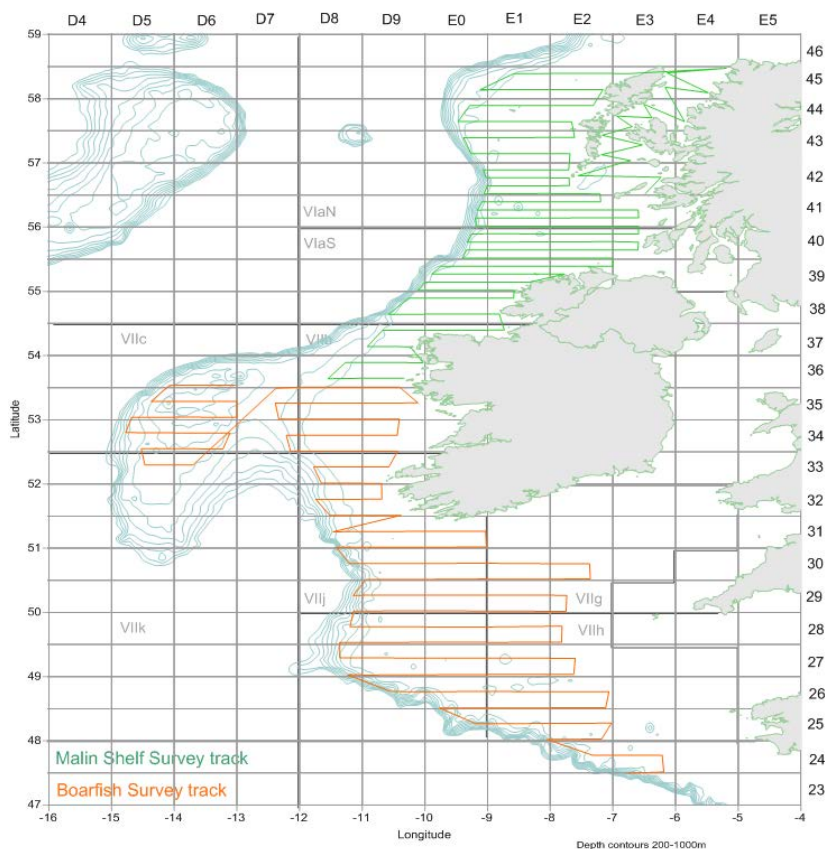 D4 D5 D6 D7 D8 D9 E0 E1 E2 E3 E4 E5
59
46
45
58
44
43
57
42
VIaN
41
56
VIaS
40
39
55
38
VIIc
VIIb
37
54
36
35
53
34
33
52
32
31
51
30
VIIj
VIIg
29
50
VIIk
VIIh
28
27
49
26
25
48
Malin Shelf Survey track
24
Boarfish Survey track
23
47
Latitude
-16 -15 -14 -13 -12 -11 -10 -9 -8 -7 -6 -5 -4
Longitude
Depth contours 200-1000m